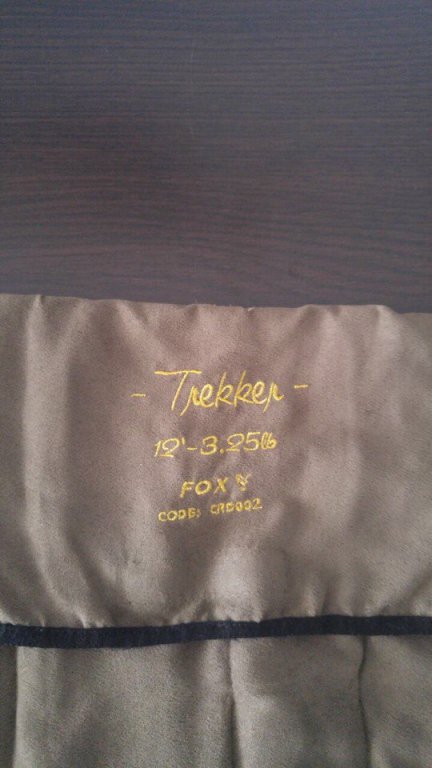 - Trekker -
12'-3.25lb
FOX
CODE: CRD002